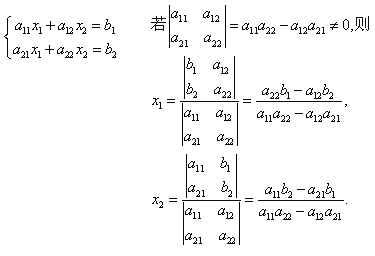 $$\begin{cases} a_{11}x_1 + a_{12}x_2 = b_1 \\ a_{21}x_1 + a_{22}x_2 = b_2 \end{cases}$$
若 $$\begin{vmatrix} a_{11} & a_{12} \\ a_{21} & a_{22} \end{vmatrix} = a_{11}a_{22} - a_{12}a_{21} \neq 0,$$则
$$x_1 = \frac{\begin{vmatrix} b_1 & a_{12} \\ b_2 & a_{22} \end{vmatrix}}{\begin{vmatrix} a_{11} & a_{12} \\ a_{21} & a_{22} \end{vmatrix}} = \frac{a_{22}b_1 - a_{12}b_2}{a_{11}a_{22} - a_{12}a_{21}},$$
$$x_2 = \frac{\begin{vmatrix} a_{11} & b_1 \\ a_{21} & b_2 \end{vmatrix}}{\begin{vmatrix} a_{11} & a_{12} \\ a_{21} & a_{22} \end{vmatrix}} = \frac{a_{11}b_2 - a_{21}b_1}{a_{11}a_{22} - a_{12}a_{21}}.$$